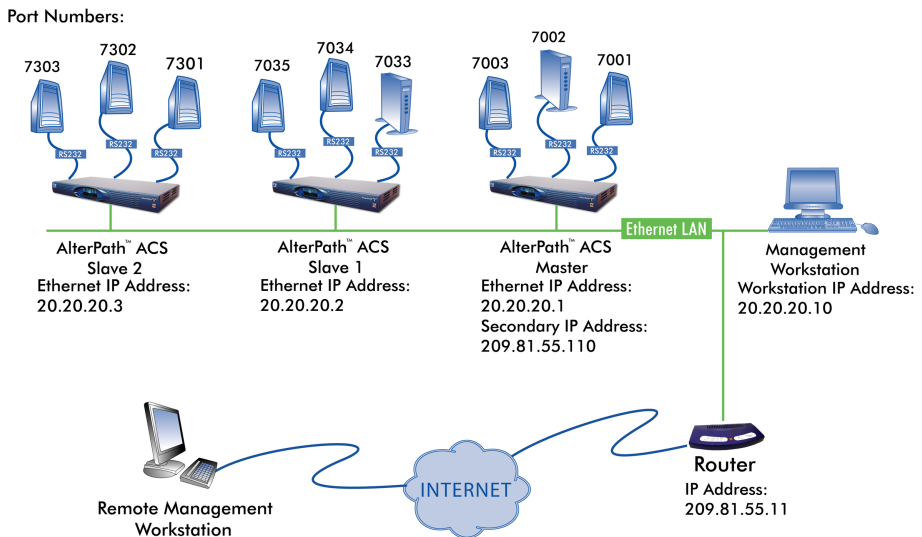 Port Numbers:
7303
7302
7301
7035
7034
7033
7003
7002
7001
RS232
RS232
RS232
RS232
RS232
RS232
RS232
RS232
RS232
Ethernet LAN
AlterPath™ ACS
Slave 2
Ethernet IP Address:
20.20.20.3
AlterPath™ ACS
Slave 1
Ethernet IP Address:
20.20.20.2
AlterPath™ ACS
Master
Ethernet IP Address:
20.20.20.1
Secondary IP Address:
209.81.55.110
Management
Workstation
Workstation IP Address:
20.20.20.10
Remote Management
Workstation
INTERNET
Router
IP Address:
209.81.55.11